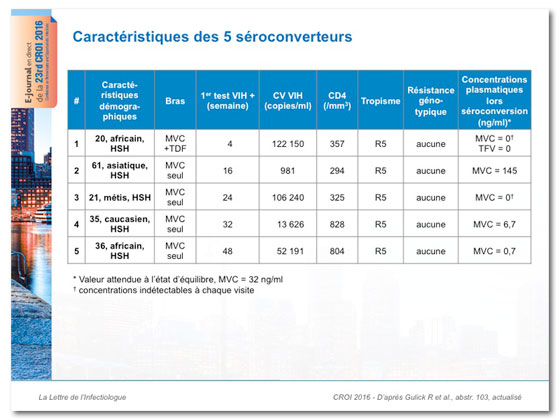 Caractéristiques des 5 séroconverteurs
E-journal en direct
de la 23rd CROI 2016
#
Caracté-
ristiques
démogra-
phiques
Bras
1er test VIH +
(semaine)
CV VIH
(copies/ml)
CD4
(/mm3)
Tropisme
Résistance
géno-
typique
Concentrations
plasmatiques
lors
séroconversion
(ng/ml)*
1
20, africain,
HSH
MVC
+TDF
4
122 150
357
R5
aucune
MVC = 0†
TFV = 0
2
61, asiatique,
HSH
MVC
seul
16
981
294
R5
aucune
MVC = 145
3
21, métis, HSH
MVC
seul
24
106 240
325
R5
aucune
MVC = 0†
4
35, caucasien,
HSH
MVC
seul
32
13 626
828
R5
aucune
MVC = 6,7
5
36, africain,
HSH
MVC
seul
48
52 191
804
R5
aucune
MVC = 0,7
* Valeur attendue à l'état d'équilibre, MVC = 32 ng/ml
† concentrations indétectables à chaque visite
La Lettre de l'Infectiologue
CROI 2016 - D'après Gulick R et al., abstr. 103, actualisé